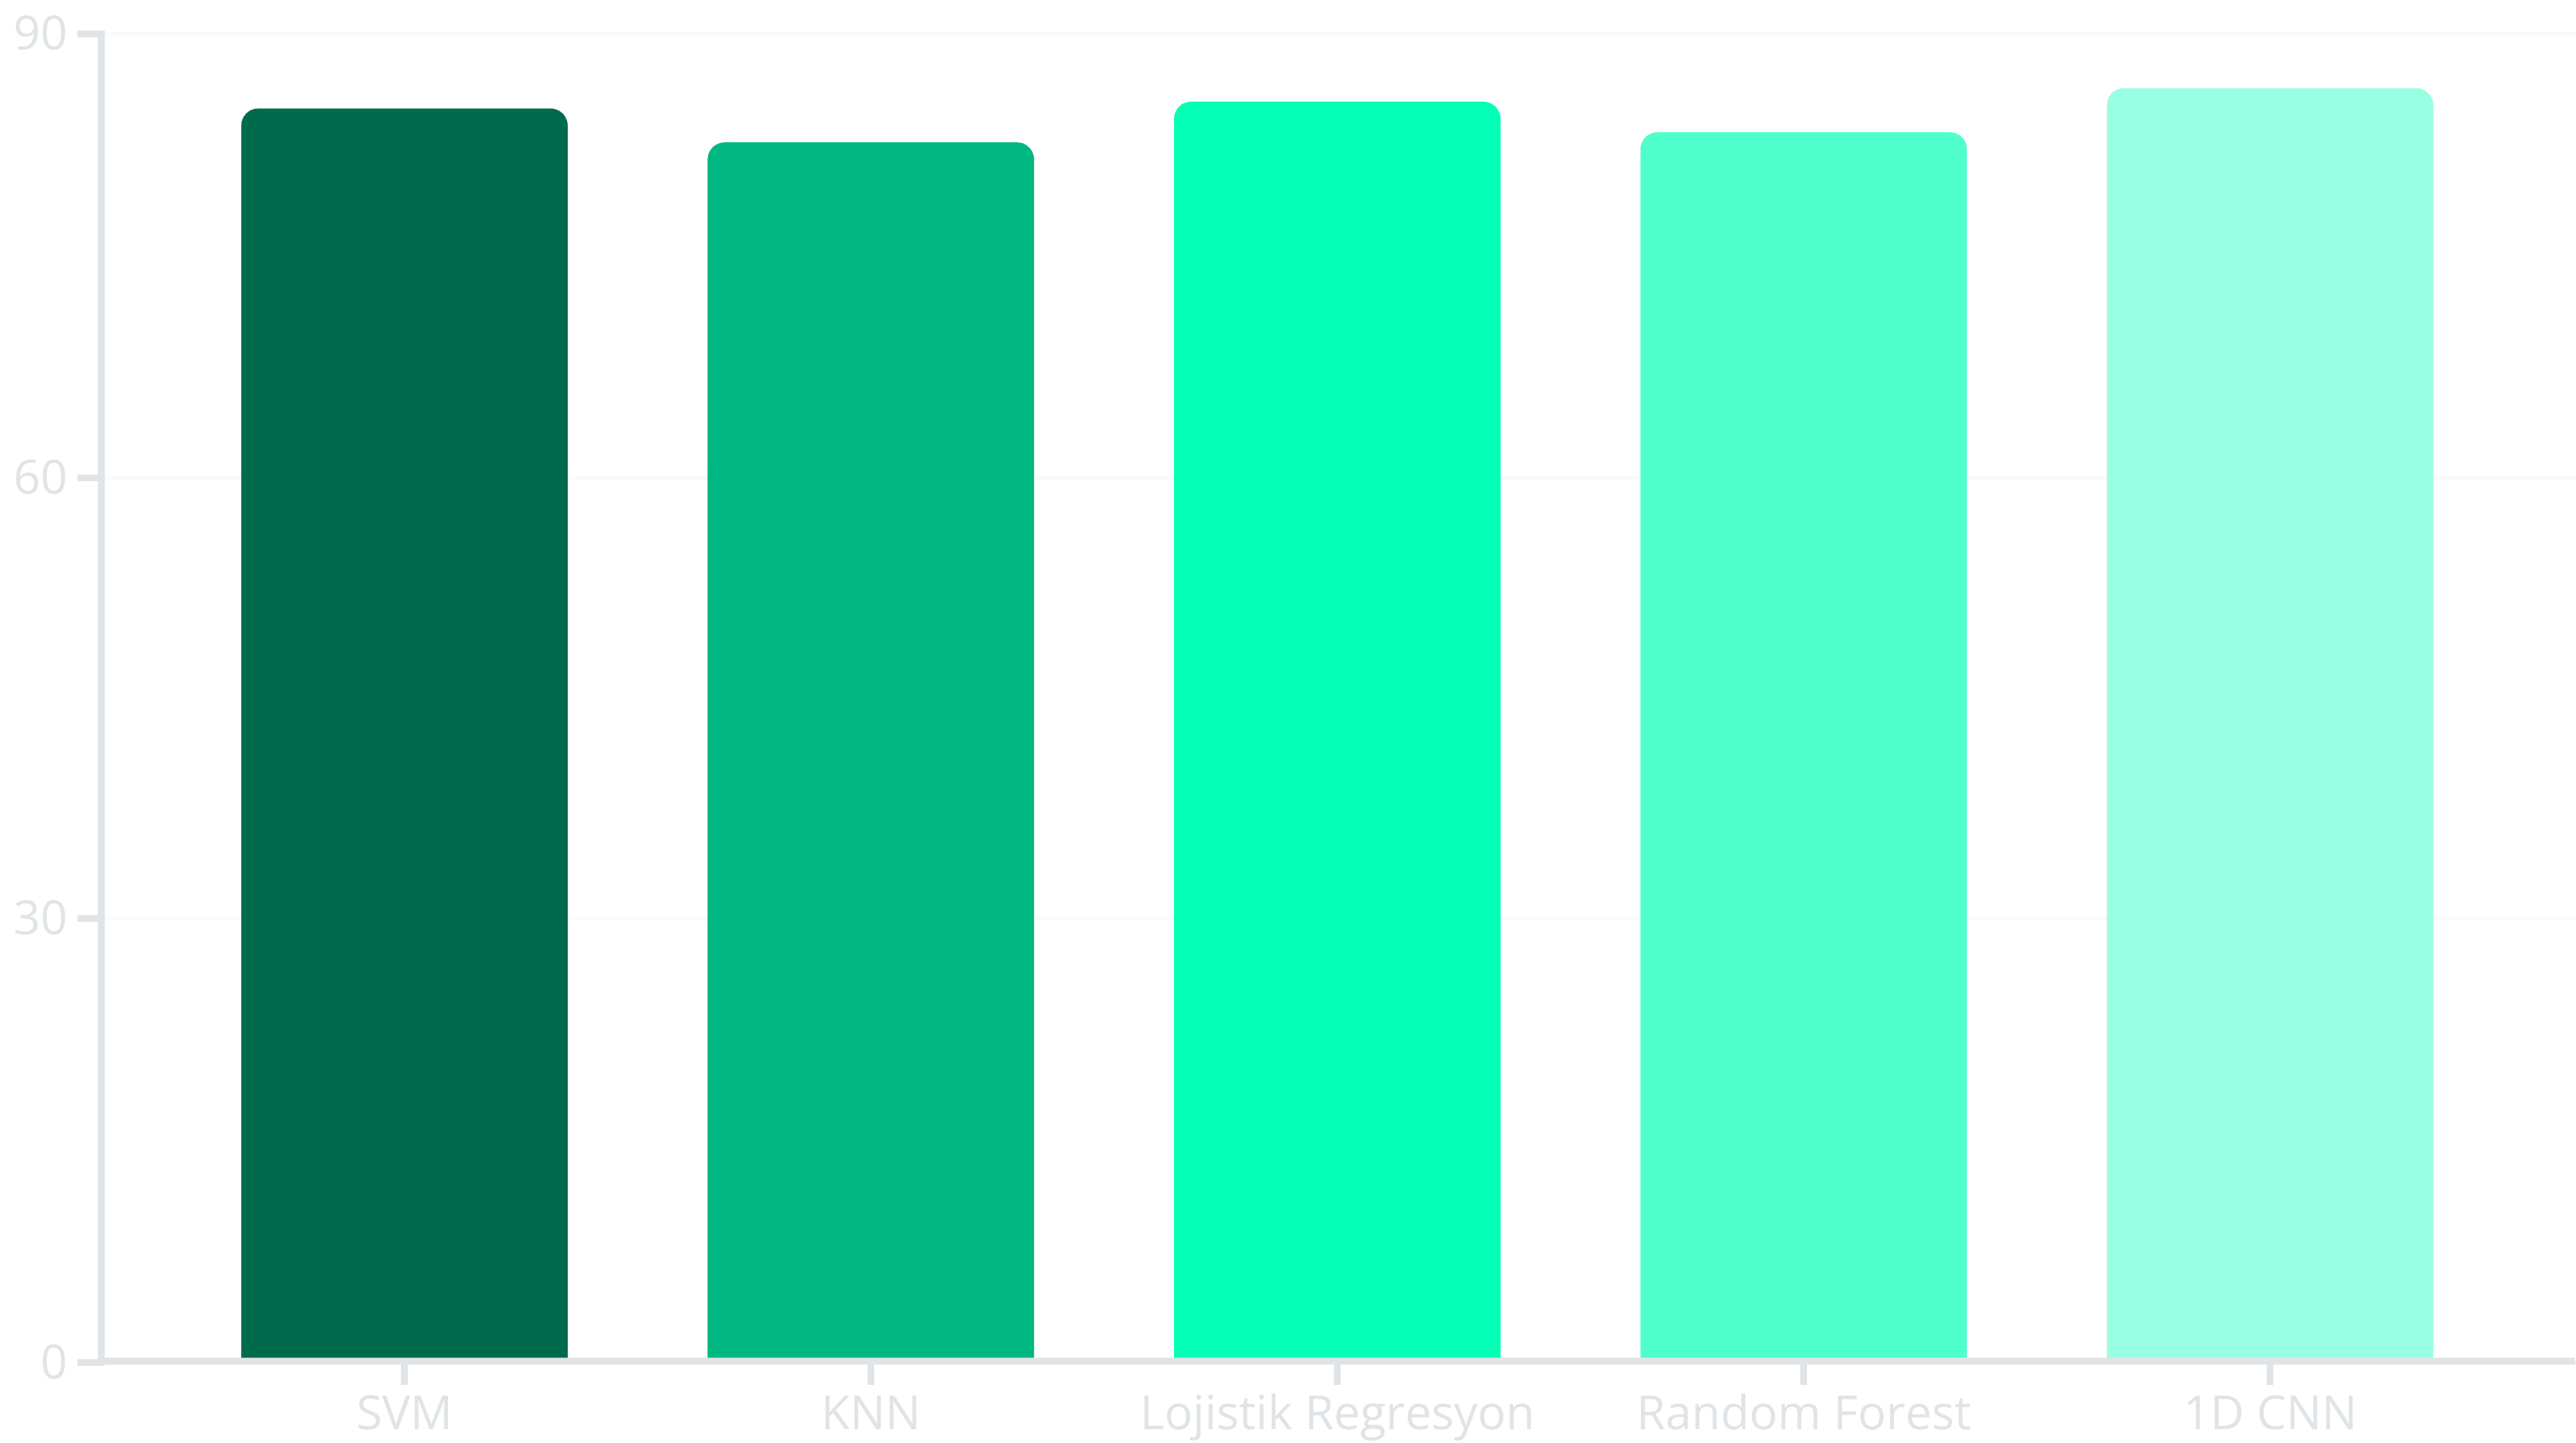 90
60
30
0
SVM
KNN
Lojistik Regresyon
Random Forest
1D CNN